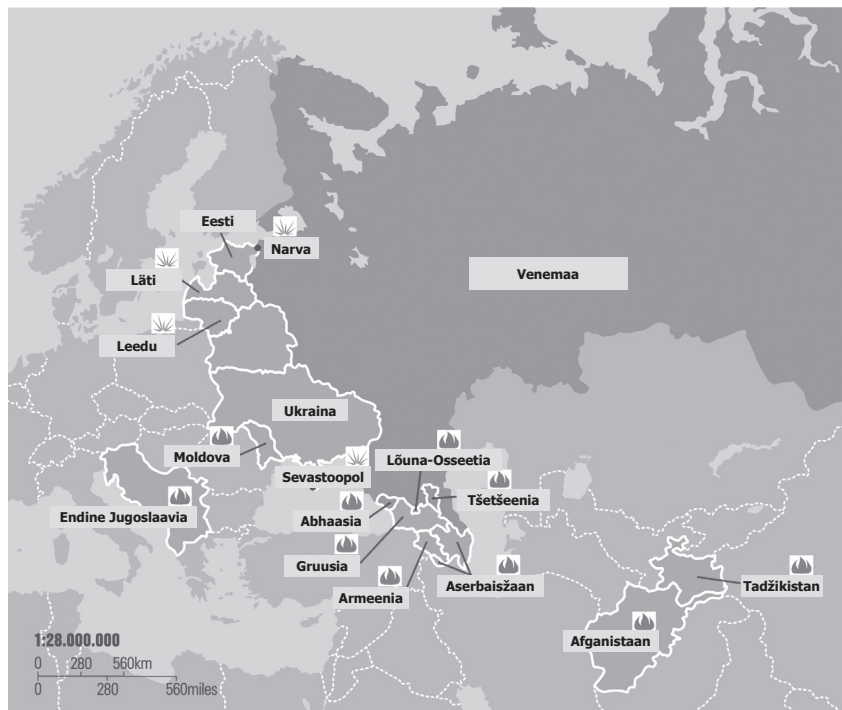 Eesti
Narva
Venemaa
Läti
Leedu
Ukraina
Moldova
Lõuna-Osseetia
Sevastoopol
Tšetšeenia
Endine Jugoslaavia
Abhaasia
Gruusia
Armeenia
Aserbaisžaan
Tadžikistan
Afganistaan
1:28.000.000
0 280 560km
0 280 560miles